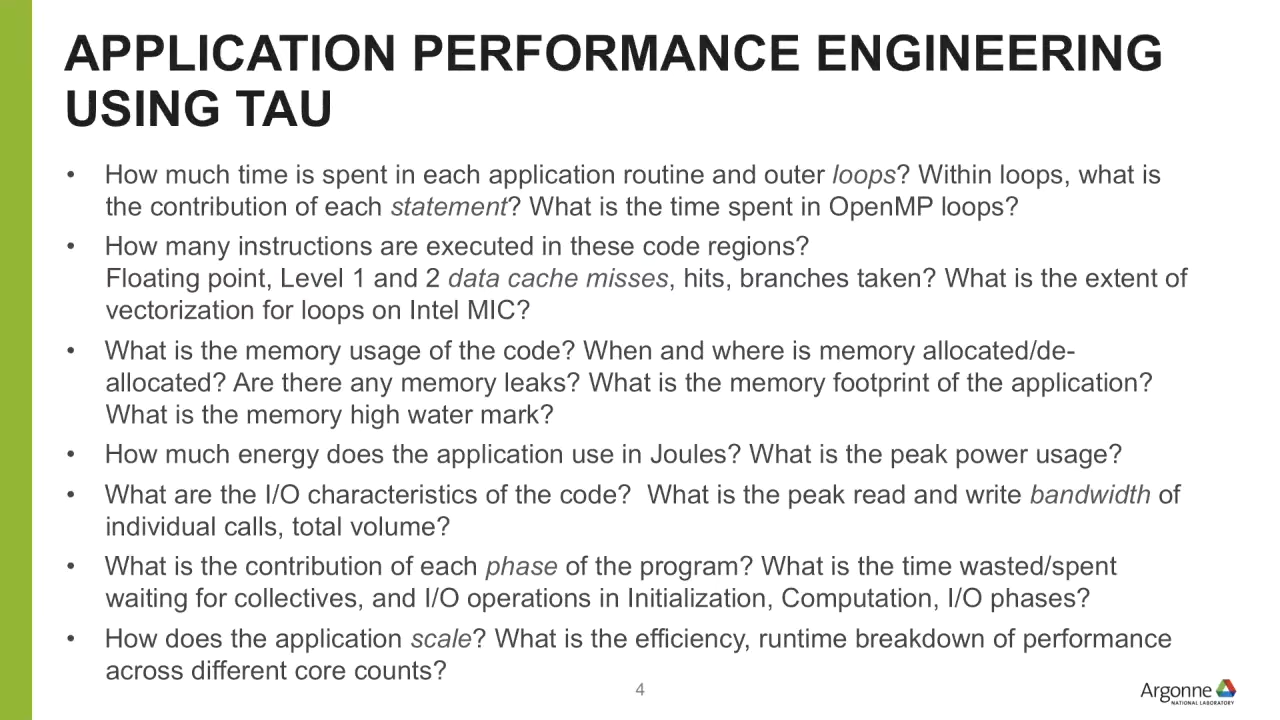 APPLICATION PERFORMANCE ENGINEERING
USING TAU
• How much time is spent in each application routine and outer loops? Within loops, what is
the contribution of each statement? What is the time spent in OpenMP loops?
• How many instructions are executed in these code regions?
Floating point, Level 1 and 2 data cache misses, hits, branches taken? What is the extent of
vectorization for loops on Intel MIC?
• What is the memory usage of the code? When and where is memory allocated/de-
allocated? Are there any memory leaks? What is the memory footprint of the application?
What is the memory high water mark?
• How much energy does the application use in Joules? What is the peak power usage?
• What are the I/O characteristics of the code?  What is the peak read and write bandwidth of
individual calls, total volume?
• What is the contribution of each phase of the program? What is the time wasted/spent
waiting for collectives, and I/O operations in Initialization, Computation, I/O phases?
• How does the application scale? What is the efficiency, runtime breakdown of performance
across different core counts?
4
Argonne
NATIONAL LABORATORY